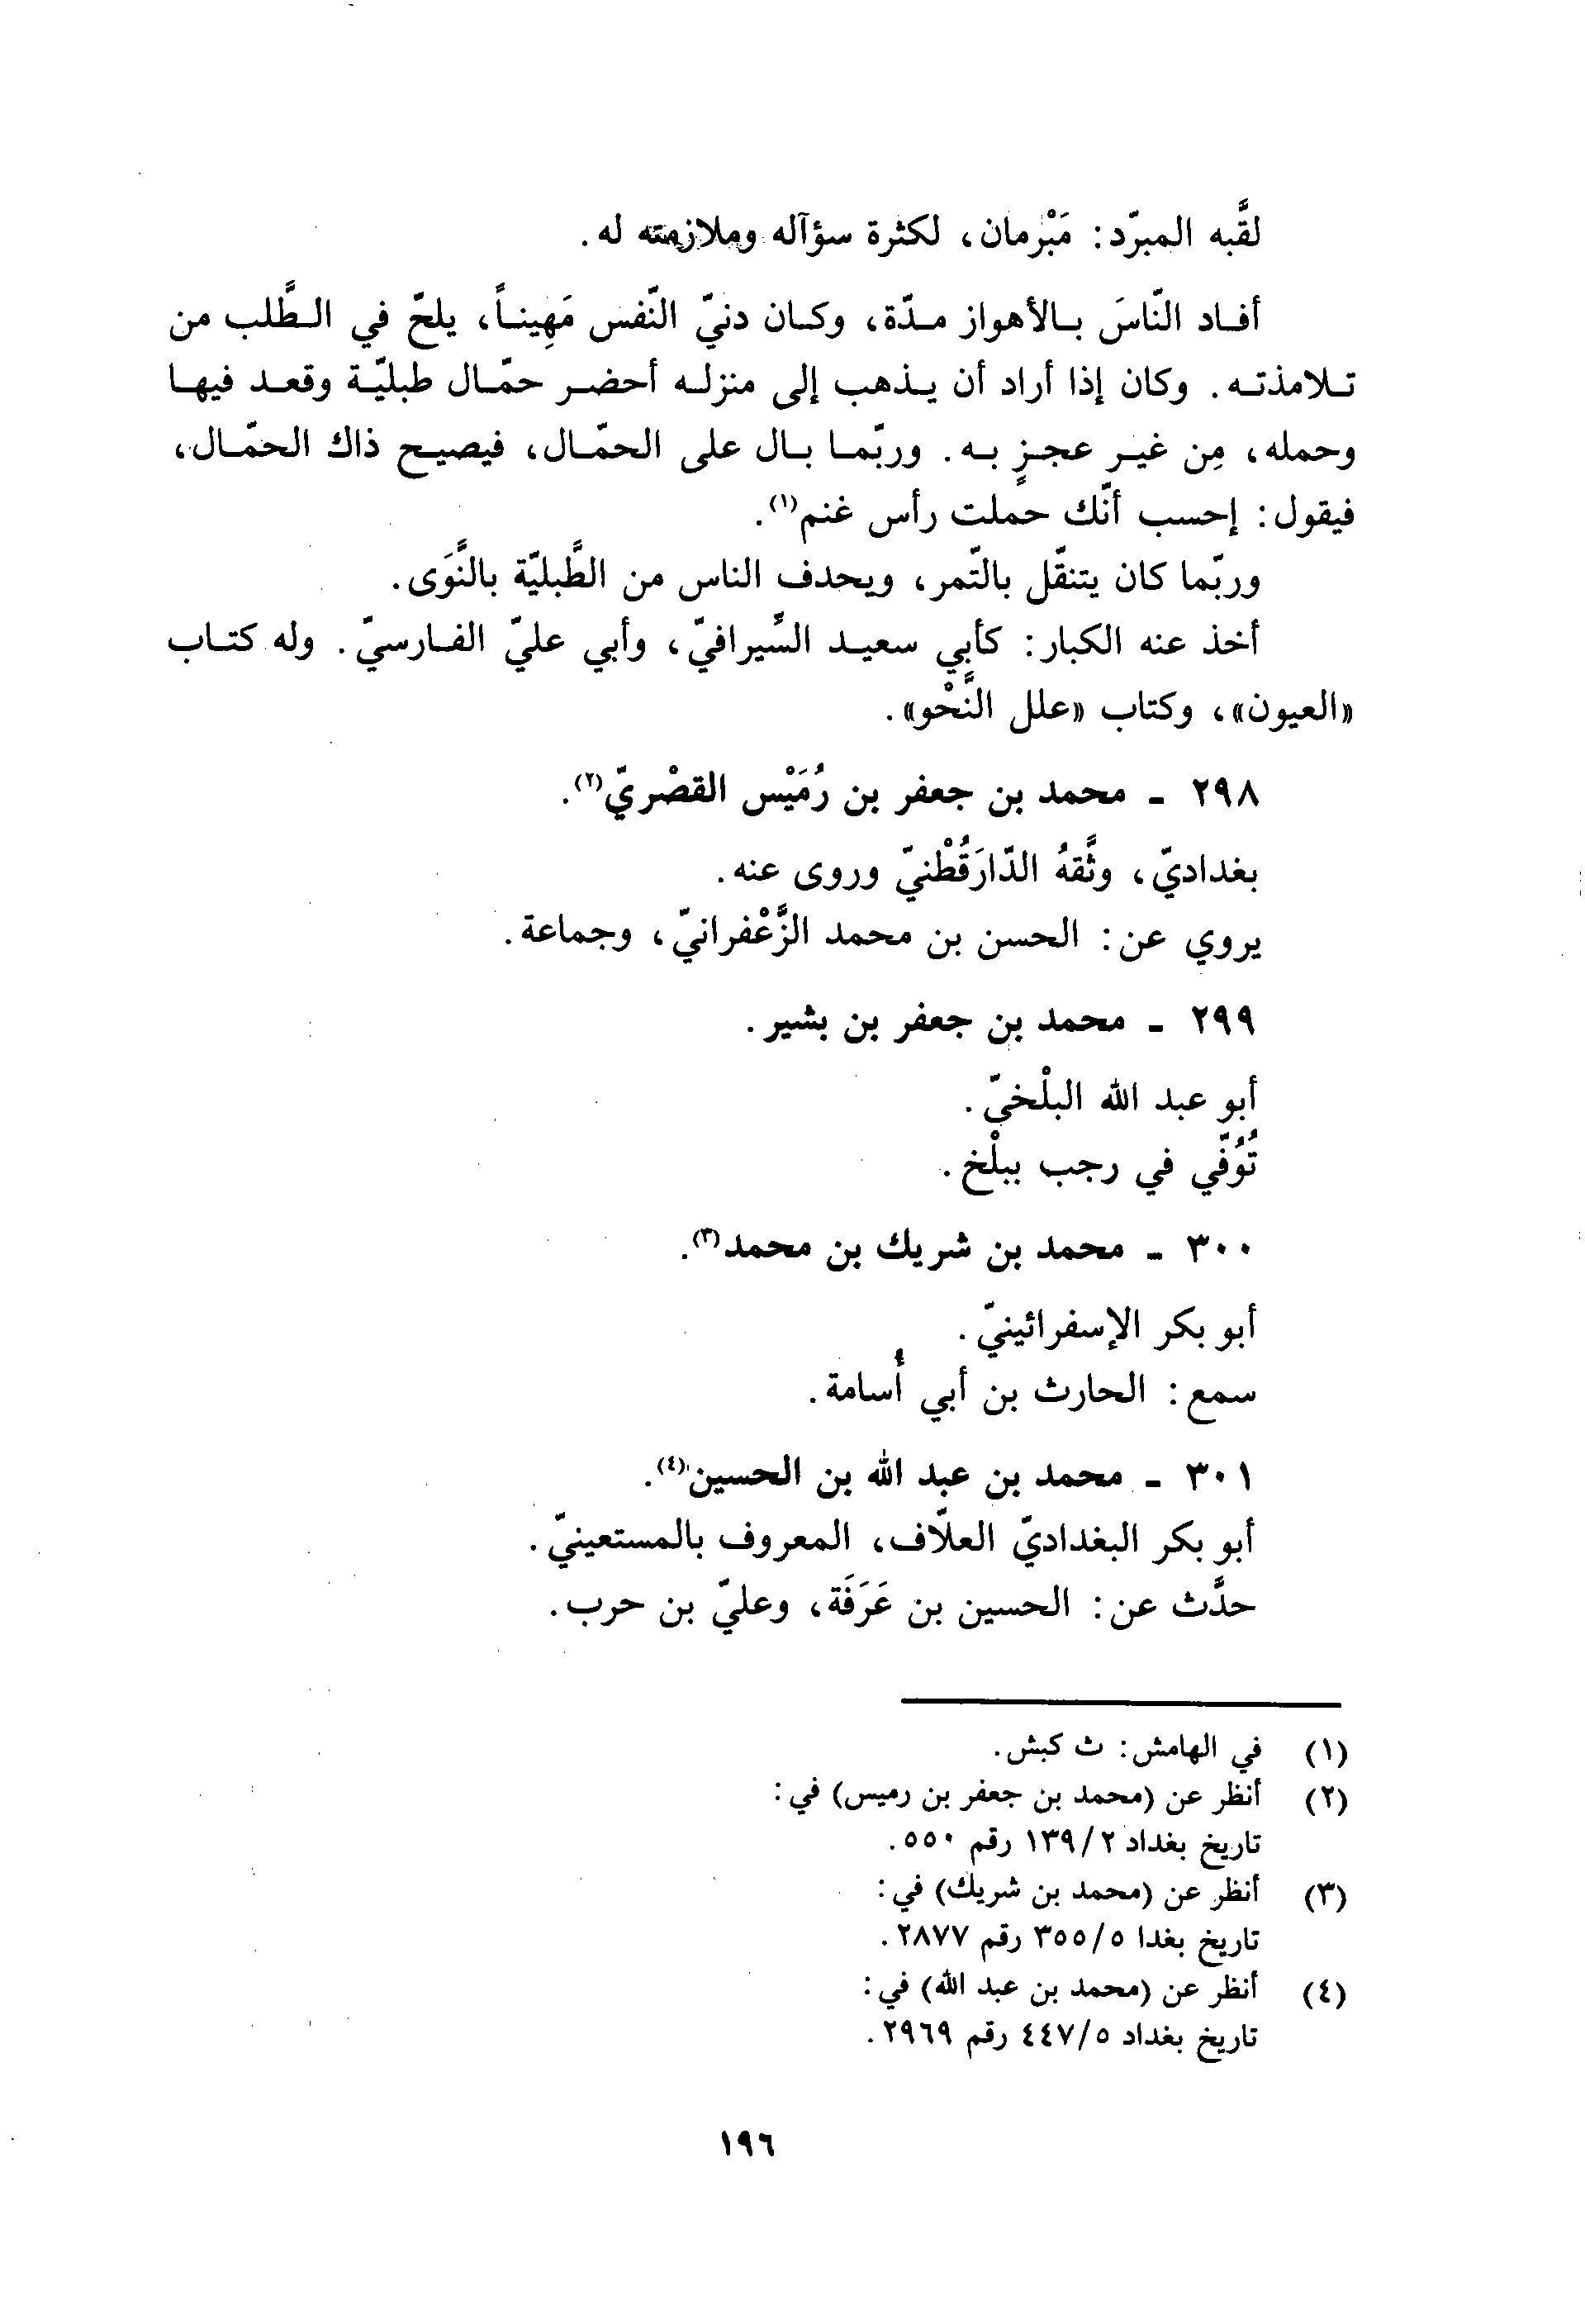 لقَّبه المبرّد: مَبْرمان، لكثرة سؤآله وملازمته له.
أفاد النّاسَ بالأهواز مدّة، وكان دنيّ النّفس مَهِيناً، يلحّ في الطَّلب من
تلامذته. وكان إذا أراد أن يذهب إلى منزله أحضر حمّال طبليّة وقعد فيها
وحمله، مِن غير عجزٍ به. وربّما بال على الحمّال، فيصيح ذاك الحمّال،
فيقول: إحسب أنّك حملت رأس غنم(١).
وربّما كان يتنقّل بالتّمر، ويحذف الناس من الطَّبليّة بالنَّوَى.
أخذ عنه الكبار: كأبي سعيد السِّيرافيّ، وأبي عليّ الفارسيّ. وله كتاب
«العيون»، وكتاب «علل النَّحْو».
٢٩٨ - محمد بن جعفر بن رُمَيْس القصْريّ(٢).
بغداديّ، وثَّقهُ الدّارَقُطْنيّ وروى عنه.
يروي عن: الحسن بن محمد الزَّعْفرانيّ، وجماعة.
٢٩٩ - محمد بن جعفر بن بشير.
أبو عبد الله البلْخيّ.
تُوُفّي في رجب ببلْخ.
٣٠٠ - محمد بن شريك بن محمد(٣).
أبو بكر الإسفرائينيّ.
سمع: الحارث بن أبي أُسامة.
٣٠١ - محمد بن عبد الله بن الحسين(٤).
أبو بكر البغداديّ العلّاف، المعروف بالمستعينيّ.
حدَّث عن: الحسين بن عَرَفَة، وعليّ بن حرب.
(١) في الهامش: ث كبش.
(٢) أنظر عن (محمد بن جعفر بن رميس) في:
تاريخ بغداد ١٣٩/٢ رقم ٥٥٠.
(٣) أنظر عن (محمد بن شريك) في:
تاريخ بغدا ٣٥٥/٥ رقم ٢٨٧٧.
(٤) أنظر عن (محمد بن عبد الله) في:
تاريخ بغداد ٤٤٧/٥ رقم ٢٩٦٩.
١٩٦